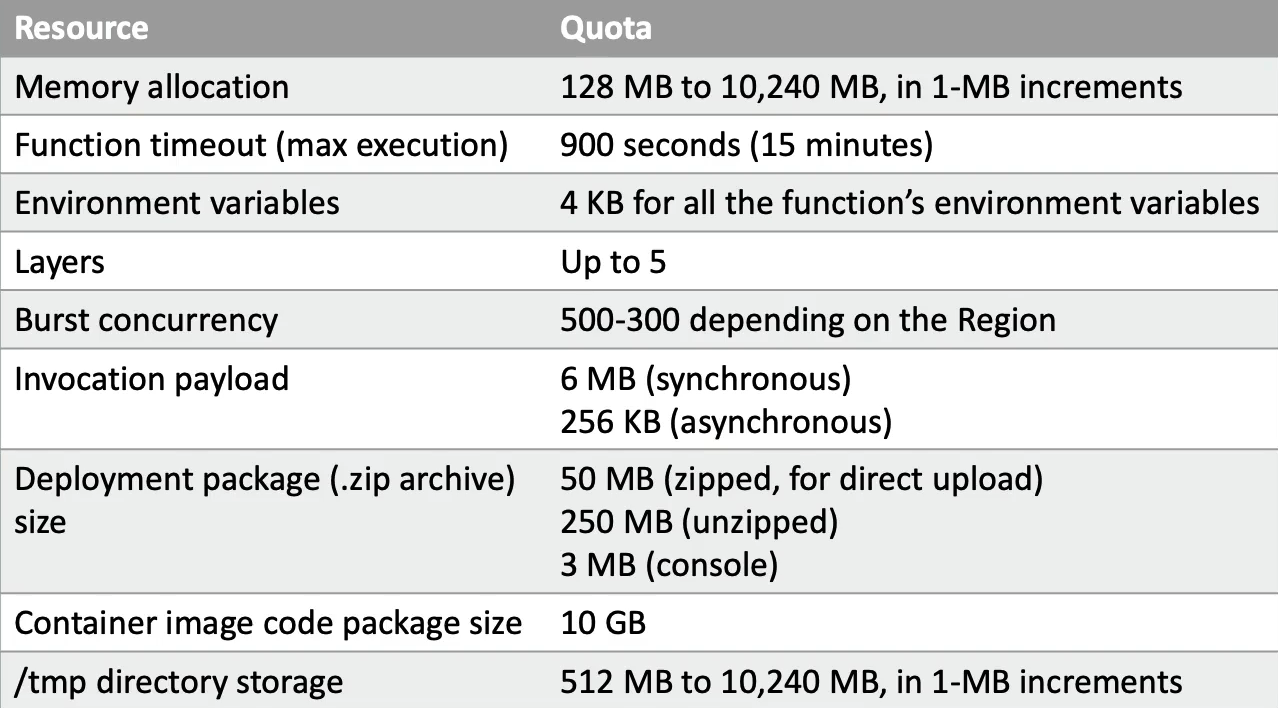 Resource Quota
Memory allocation 128 MB to 10,240 MB, in 1-MB increments
Function timeout (max execution) 900 seconds (15 minutes)
Environment variables 4 KB for all the function’s environment variables
Layers Up to 5
Burst concurrency 500-300 depending on the Region
Invocation payload 6 MB (synchronous)
256 KB (asynchronous)
Deployment package (.zip archive) 50 MB (zipped, for direct upload)
size 250 MB (unzipped)
3 MB (console)
Container image code package size 10 GB
/tmp directory storage 512 MB to 10,240 MB, in 1-MB increments